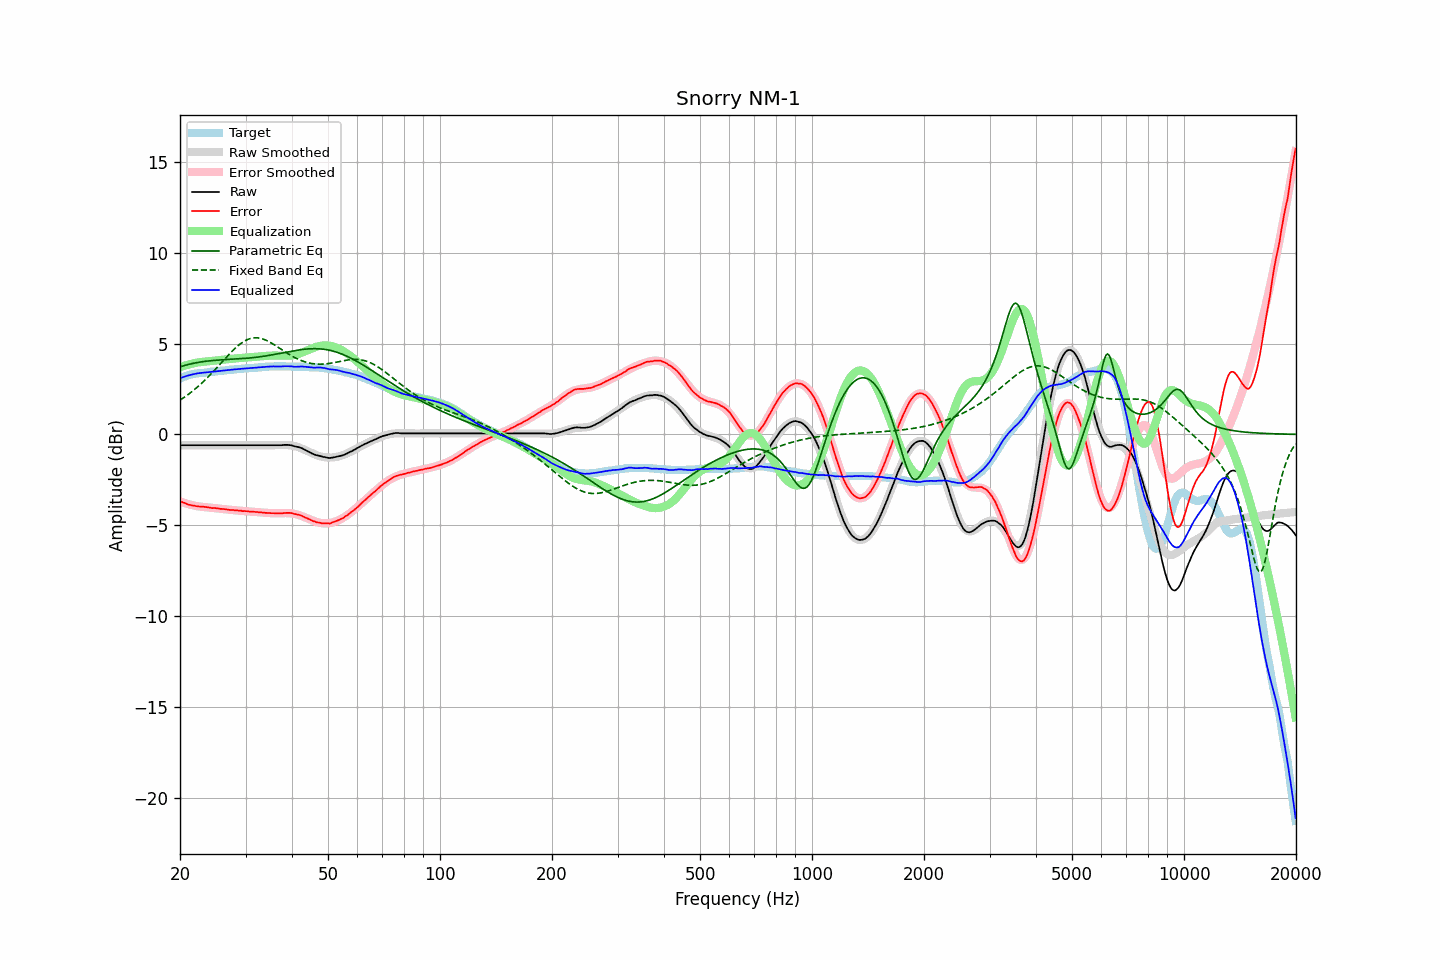 Snorry NM-1
Target
Raw Smoothed
Error Smoothed
Raw
Error
Equalization
Parametric Eq
Fixed Band Eq
Equalized
15
10
5
0
−5
−10
−15
−20
Amplitude (dBr)
20
50
100
200
500
1000
2000
5000
10000
20000
Frequency (Hz)